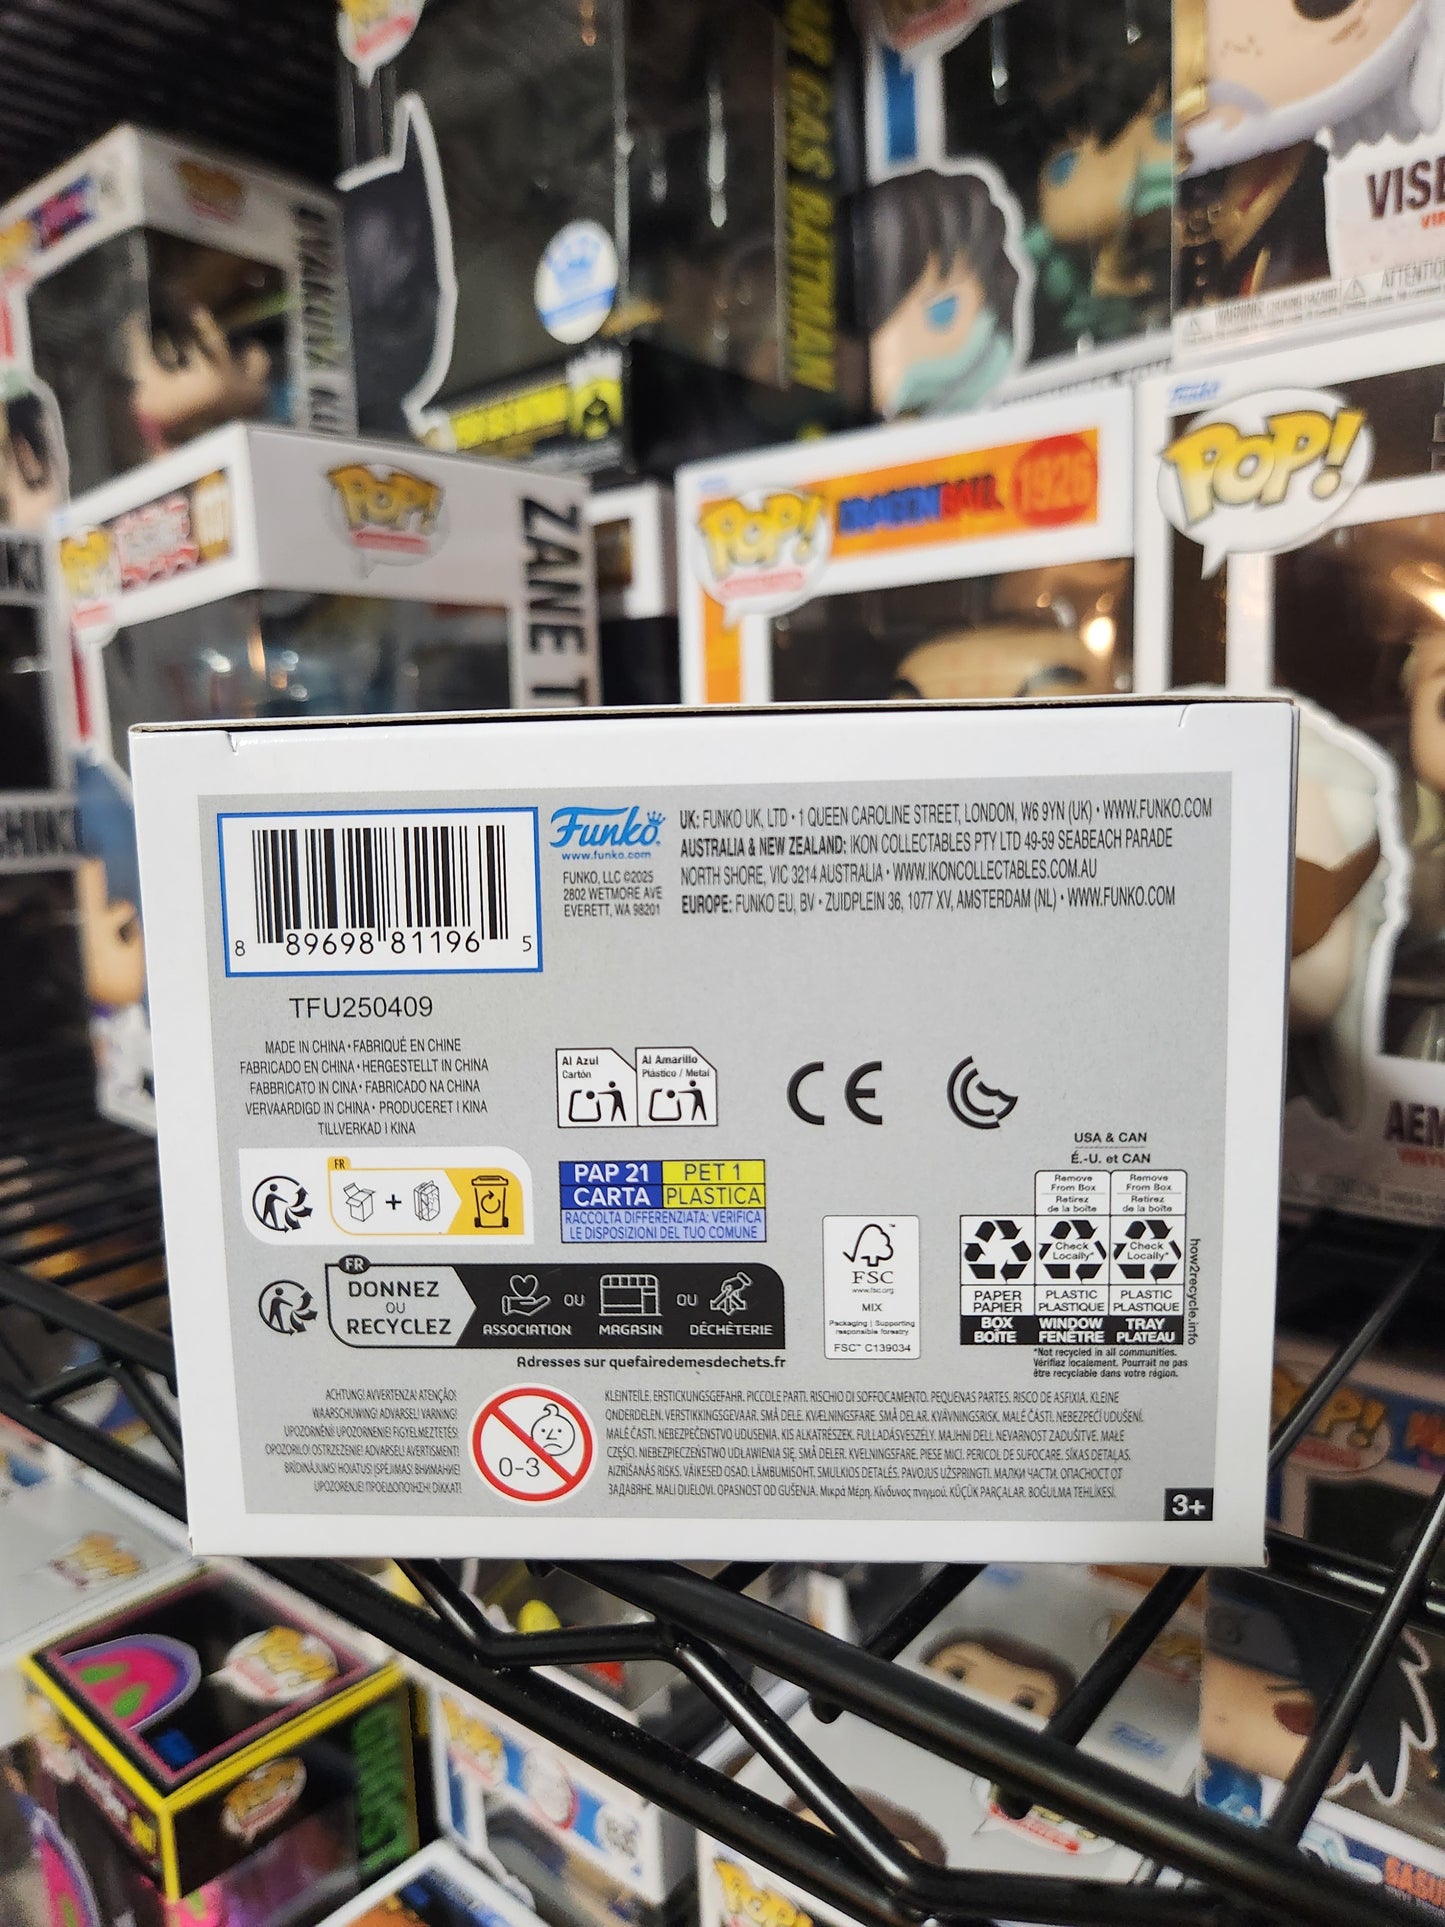 GAS BATMAN
VISE
ATTENTIO
POP!
POP!
ZANE T
POP!
DRAGON BALL 1926
POP!
Funko
AEM
8 89698 81196 5
TFU250409
Funko
www.funko.com
FUNKO, LLC ©2025
2802 WETMORE AVE
EVERETT, WA 98201
UK: FUNKO UK, LTD • 1 QUEEN CAROLINE STREET, LONDON, W6 9YN (UK) • WWW.FUNKO.COM
AUSTRALIA & NEW ZEALAND: IKON COLLECTABLES PTY LTD 49-59 SEABEACH PARADE
NORTH SHORE, VIC 3214 AUSTRALIA • WWW.IKONCOLLECTABLES.COM.AU
EUROPE: FUNKO EU, BV • ZUIDPLEIN 36, 1077 XV, AMSTERDAM (NL) • WWW.FUNKO.COM
MADE IN CHINA • FABRIQUÉ EN CHINE
FABRICADO EN CHINA • HERGESTELLT IN CHINA
FABBRICATO IN CINA • FABRICADO NA CHINA
VERVAARDIGD IN CHINA • PRODUCERET I KINA
TILLVERKAD I KINA
Al Azul
Cartón
Al Amarillo
Plástico / Metal
CE
FR
+
PAP 21
CARTA
PET 1
PLASTICA
RACCOLTA DIFFERENZIATA: VERIFICA
LE DISPOSIZIONI DEL TUO COMUNE
FR
DONNEZ
OU
RECYCLEZ
ASSOCIATION
OU
MAGASIN
OU
DÉCHÈTERIE
Adresses sur quefairedemesdechets.fr
FSC
www.fsc.org
MIX
Packaging | Supporting
responsible forestry
FSC™ C139034
USA & CAN
É.-U. et CAN
Remove
From Box
Retirez
de la boîte
Remove
From Box
Retirez
de la boîte
Check
Locally*
Check
Locally*
PAPER
PAPIER
PLASTIC
PLASTIQUE
PLASTIC
PLASTIQUE
BOX
BOÎTE
WINDOW
FENÊTRE
TRAY
PLATEAU
how2recycle.info
*Not recycled in all communities.
Vérifiez localement. Pourrait ne pas
être recyclable dans votre région.
ACHTUNG! AVVERTENZA! ATENÇÃO!
WAARSCHUWING! ADVARSEL! VARNING!
UPOZORNĚNÍ! UPOZORNENIE! FIGYELMEZTETÉS!
OPOZORILO! OSTRZEŻENIE! ADVARSEL! AVERTISMENT!
BRĪDINĀJUMS! HOIATUS! ĮSPĖJIMAS! ВНИМАНИЕ!
UPOZORENJE! ΠΡΟΕΙΔΟΠΟΙΗΣΗ! DİKKAT!
0-3
KLEINTEILE. ERSTICKUNGSGEFAHR. PICCOLE PARTI. RISCHIO DI SOFFOCAMENTO. PEQUENAS PARTES. RISCO DE ASFIXIA. KLEINE
ONDERDELEN. VERSTIKKINGSGEVAAR. SMÅ DELE. KVÆLNINGSFARE. SMÅ DELAR. KVÄVNINGSRISK. MALÉ ČÁSTI. NEBEZPEČÍ UDUŠENÍ.
MALÉ ČASTI. NEBEZPEČENSTVO UDUSENIA. KIS ALKATRÉSZEK. FULLADÁSVESZÉLY. MAJHNI DELI. NEVARNOST ZADUŠITVE. MAŁE
CZĘŚCI. NIEBEZPIECZEŃSTWO UDŁAWIENIA SIĘ. SMÅ DELER. KVELNINGSFARE. PIESE MICI. PERICOL DE SUFOCARE. SĪKAS DETAĻAS.
AIZRĪŠANĀS RISKS. VÄIKESED OSAD. LÄMBUMISOHT. SMULKIOS DETALĖS. PAVOJUS UŽSPRINGTI. МАЛКИ ЧАСТИ. ОПАСНОСТ ОТ
ЗАДАВЯНЕ. MALI DIJELOVI. OPASNOST OD GUŠENJA. Μικρά Μέρη. Κίνδυνος πνιγμού. KÜÇÜK PARÇALAR. BOĞULMA TEHLİKESİ.
3+